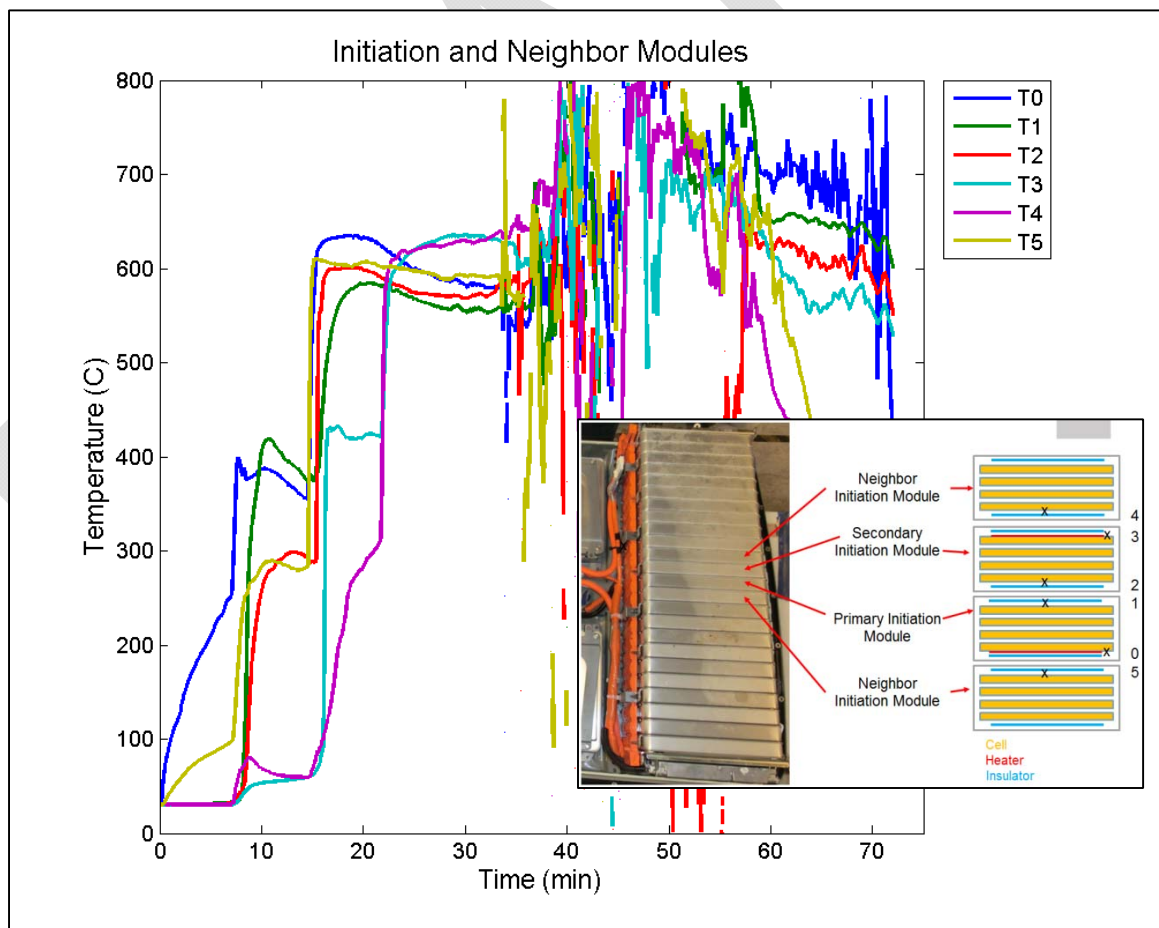 Initiation and Neighbor Modules
800
700
600
500
400
300
200
100
0
Temperature (C)
0
10
20
30
40
50
60
70
Time (min)
T0
T1
T2
T3
T4
T5
Neighbor
Initiation Module
Secondary
Initiation Module
Primary Initiation
Module
Neighbor
Initiation Module
X
4
X
3
X
2
X
1
X
0
X
5
Cell
Heater
Insulator